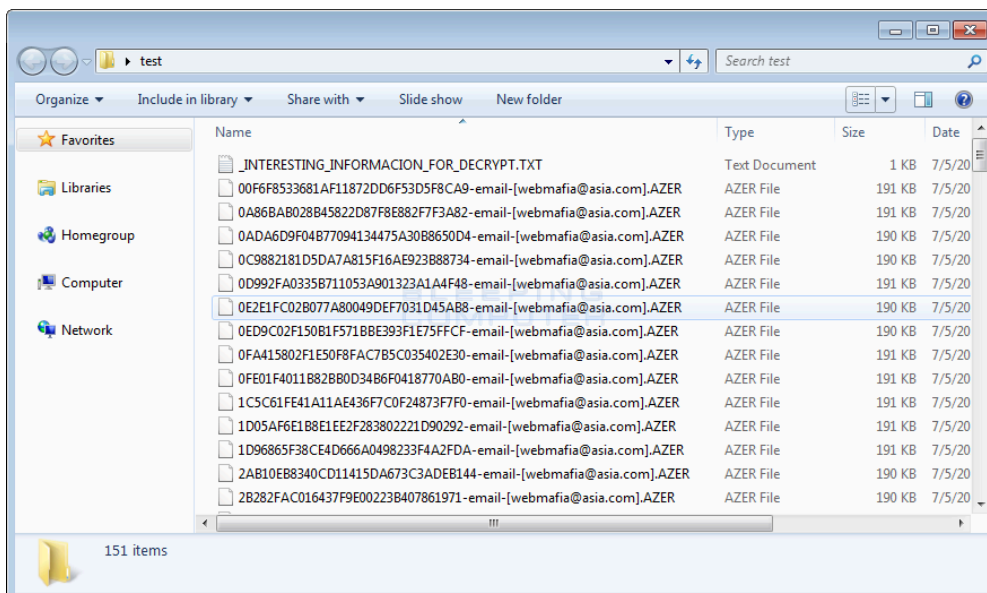 test
Search test
Organize Include in library Share with Slide show New folder
Favorites
Libraries
Homegroup
Computer
Network
Name Type Size Date
_INTERESTING_INFORMACION_FOR_DECRYPT.TXT Text Document 1 KB 7/5/20
00F6F8533681AF11872DD6F53D5F8CA9-email-[webmafia@asia.com].AZER AZER File 191 KB 7/5/20
0A86BAB028B45822D87F8E882F7F3A82-email-[webmafia@asia.com].AZER AZER File 191 KB 7/5/20
0ADA6D9F04B77094134475A30B8650D4-email-[webmafia@asia.com].AZER AZER File 190 KB 7/5/20
0C9882181D5DA7A815F16AE923B88734-email-[webmafia@asia.com].AZER AZER File 190 KB 7/5/20
0D992FA0335B711053A901323A1A4F48-email-[webmafia@asia.com].AZER AZER File 191 KB 7/5/20
0E2E1FC02B077A80049DEF7031D45AB8-email-[webmafia@asia.com].AZER AZER File 190 KB 7/5/20
0ED9C02F150B1F571BBE393F1E75FFCF-email-[webmafia@asia.com].AZER AZER File 190 KB 7/5/20
0FA415802F1E50F8FAC7B5C035402E30-email-[webmafia@asia.com].AZER AZER File 191 KB 7/5/20
0FE01F4011B82BB0D34B6F0418770AB0-email-[webmafia@asia.com].AZER AZER File 191 KB 7/5/20
1C5C61FE41A11AE436F7C0F24873F7F0-email-[webmafia@asia.com].AZER AZER File 191 KB 7/5/20
1D05AF6E1B8E1EE2F283802221D90292-email-[webmafia@asia.com].AZER AZER File 191 KB 7/5/20
1D96865F38CE4D666A0498233F4A2FDA-email-[webmafia@asia.com].AZER AZER File 191 KB 7/5/20
2AB10EB8340CD11415DA673C3ADEB144-email-[webmafia@asia.com].AZER AZER File 190 KB 7/5/20
2B282FAC016437F9E00223B407861971-email-[webmafia@asia.com].AZER AZER File 190 KB 7/5/20
BLEEPING
COMPUTER
151 items